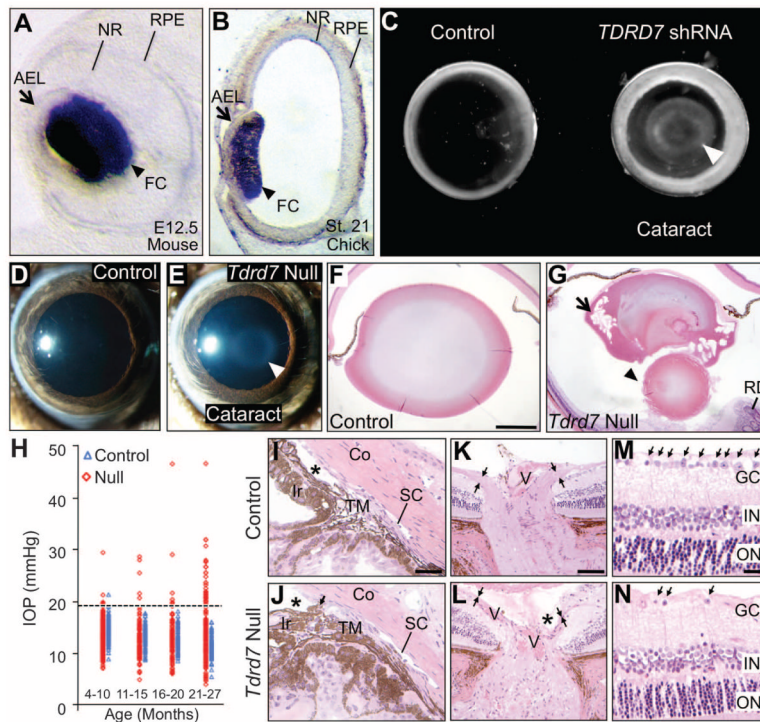 A
NR
RPE
AEL
FC
E12.5
Mouse
B
NR
RPE
AEL
FC
St. 21
Chick
C
Control
TDRD7 shRNA
Cataract
D
Control
E
Tdrd7 Null
Cataract
F
Control
G
RD
Tdrd7 Null
H
50
40
30
20
10
0
IOP (mmHg)
Control
Null
4-10 11-15 16-20 21-27
Age (Months)
Control
I
*
Co
Ir
TM
SC
K
V
M
GC
IN
ON
Tdrd7 Null
J
*
Co
Ir
TM
SC
L
*
V
V
N
GC
IN
ON